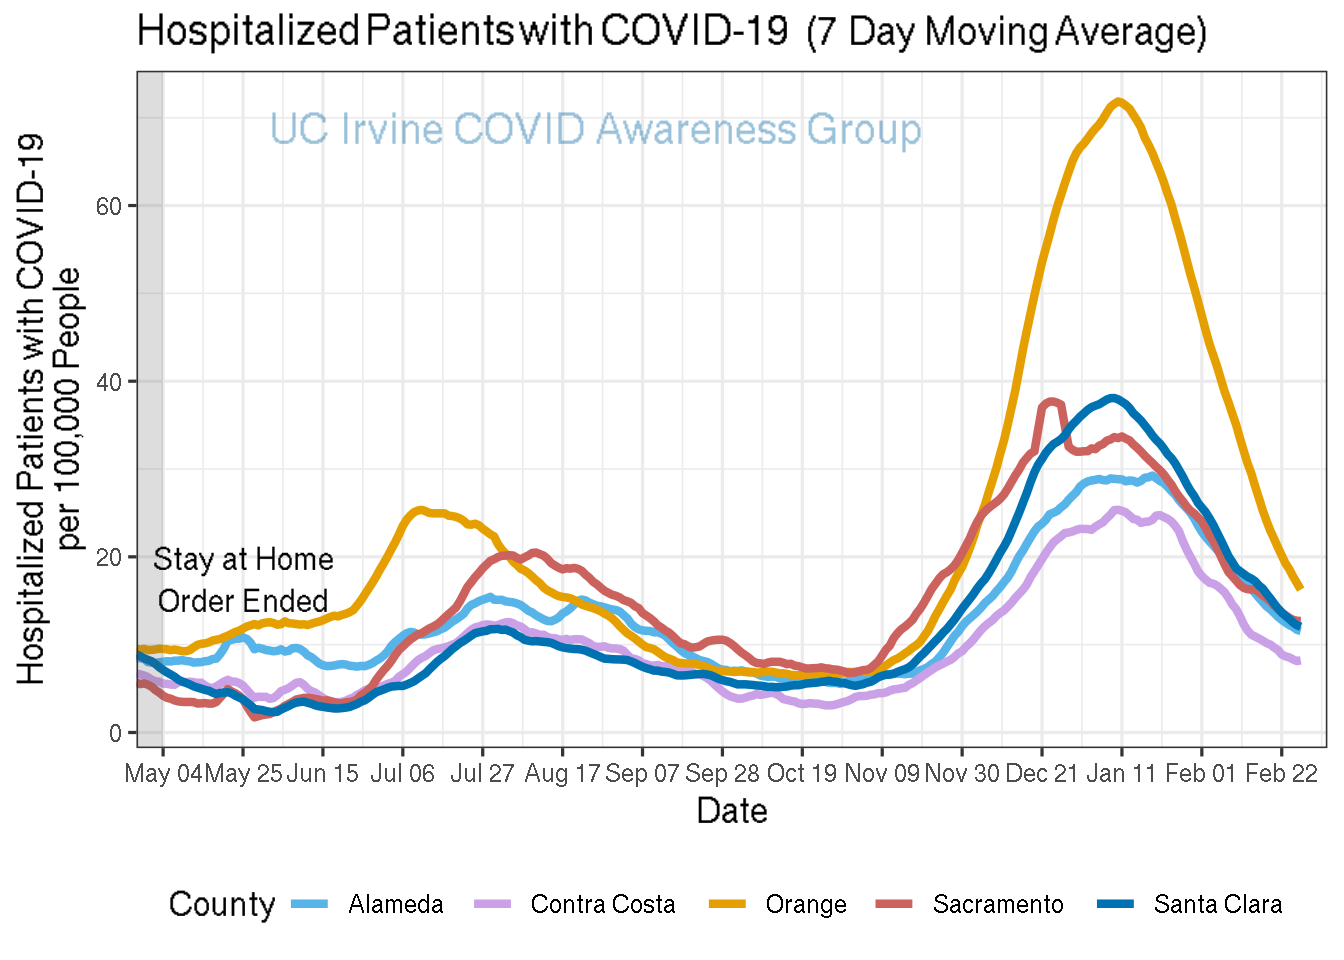 Hospitalized Patients with COVID-19 (7 Day Moving Average)
UC Irvine COVID Awareness Group
Hospitalized Patients with COVID-19
per 100,000 People
60
40
20
0
Stay at Home
Order Ended
May 04 May 25 Jun 15 Jul 06 Jul 27 Aug 17 Sep 07 Sep 28 Oct 19 Nov 09 Nov 30 Dec 21 Jan 11 Feb 01 Feb 22
Date
County Alameda Contra Costa Orange Sacramento Santa Clara